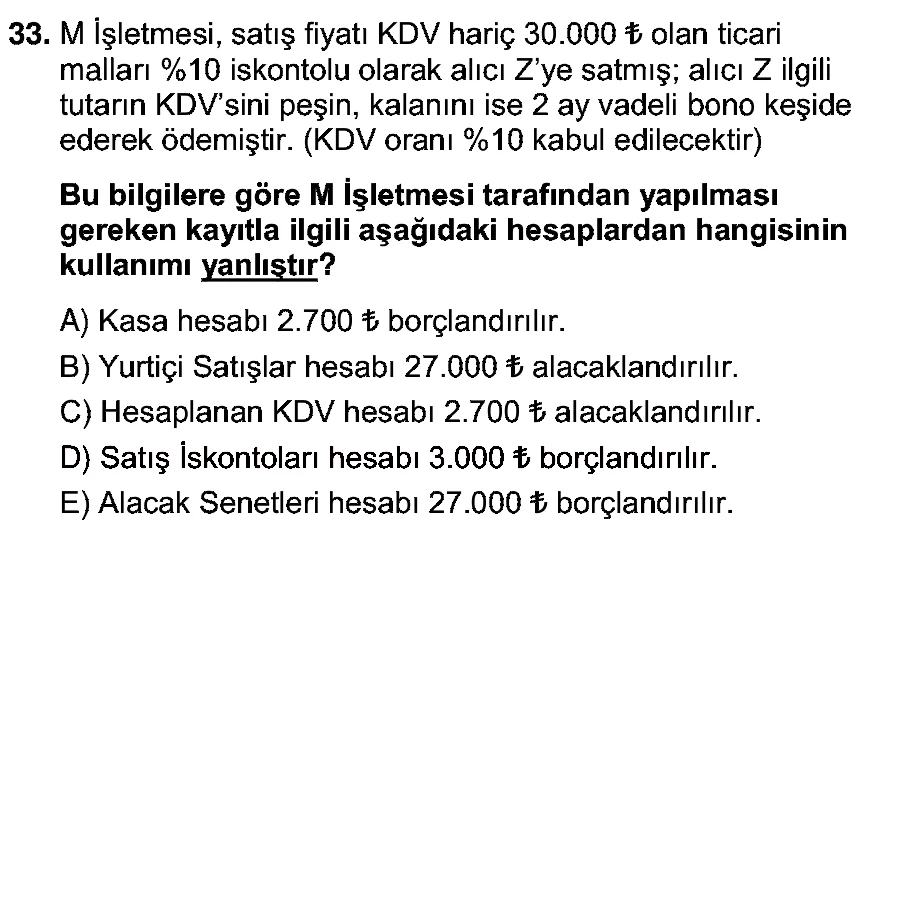 33. M İşletmesi, satış fiyatı KDV hariç 30.000 ₺ olan ticari
malları %10 iskontolu olarak alıcı Z’ye satmış; alıcı Z ilgili
tutarın KDV’sini peşin, kalanını ise 2 ay vadeli bono keşide
ederek ödemiştir. (KDV oranı %10 kabul edilecektir)
Bu bilgilere göre M İşletmesi tarafından yapılması
gereken kayıtla ilgili aşağıdaki hesaplardan hangisinin
kullanımı yanlıştır?
A) Kasa hesabı 2.700 ₺ borçlandırılır.
B) Yurtiçi Satışlar hesabı 27.000 ₺ alacaklandırılır.
C) Hesaplanan KDV hesabı 2.700 ₺ alacaklandırılır.
D) Satış İskontoları hesabı 3.000 ₺ borçlandırılır.
E) Alacak Senetleri hesabı 27.000 ₺ borçlandırılır.